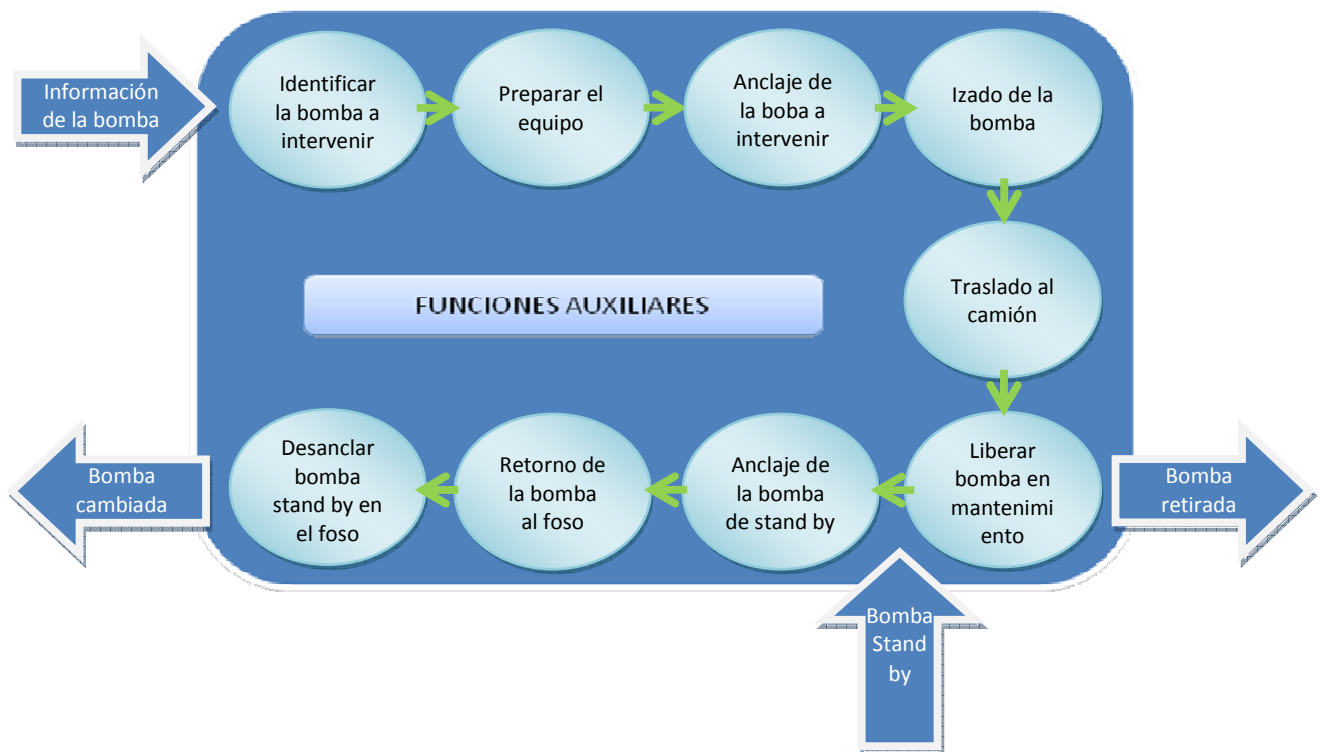 Información
de la bomba
Identificar
la bomba a
intervenir
Preparar el
equipo
Anclaje de
la boba a
intervenir
Izado de la
bomba
Traslado al
camión
FUNCIONES AUXILIARES
Liberar
bomba en
mantenimi
ento
Bomba
retirada
Bomba
Stand
by
Anclaje de
la bomba
de stand by
Retorno de
la bomba
al foso
Desanclar
bomba
stand by en
el foso
Bomba
cambiada